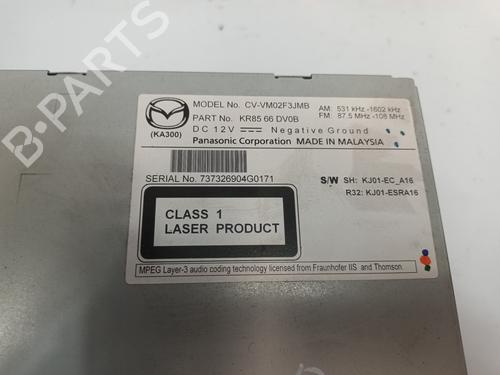 MODEL No. CV-VM02F3JMB
AM: 531 kHz -1602 kHz
PART No. KR85 66 DV0B
FM: 87.5 MHz -108 MHz
(KA300)
DC 12V Negative Ground
Panasonic Corporation MADE IN MALAYSIA
SERIAL No. 737326904G0171
S/W SH: KJ01-EC_A16
R32: KJ01-ESRA16
CLASS 1
LASER PRODUCT
MPEG Layer-3 audio coding technology licensed from Fraunhofer IIS and Thomson.
B-PARTS